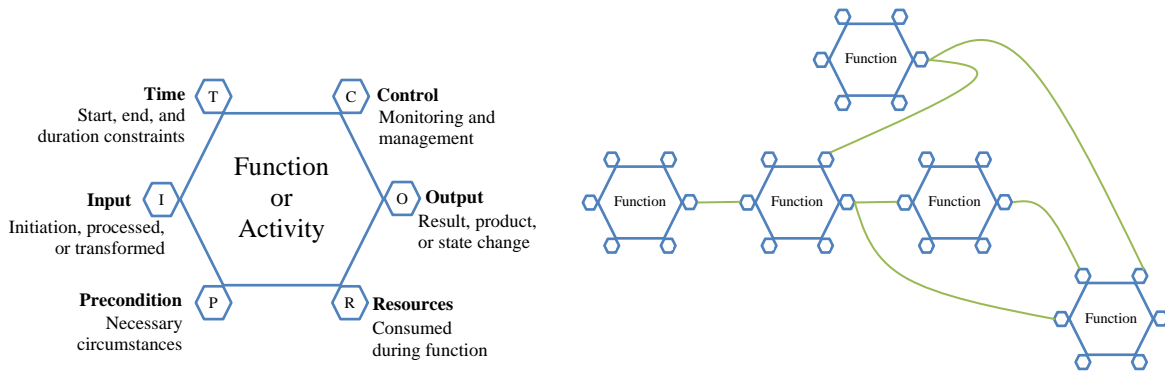 T
C
Time
Start, end, and
duration constraints
Control
Monitoring and
management
Function
or
Activity
I
O
Input
Initiation, processed,
or transformed
Output
Result, product,
or state change
P
R
Precondition
Necessary
circumstances
Resources
Consumed
during function
Function
Function
Function
Function
Function